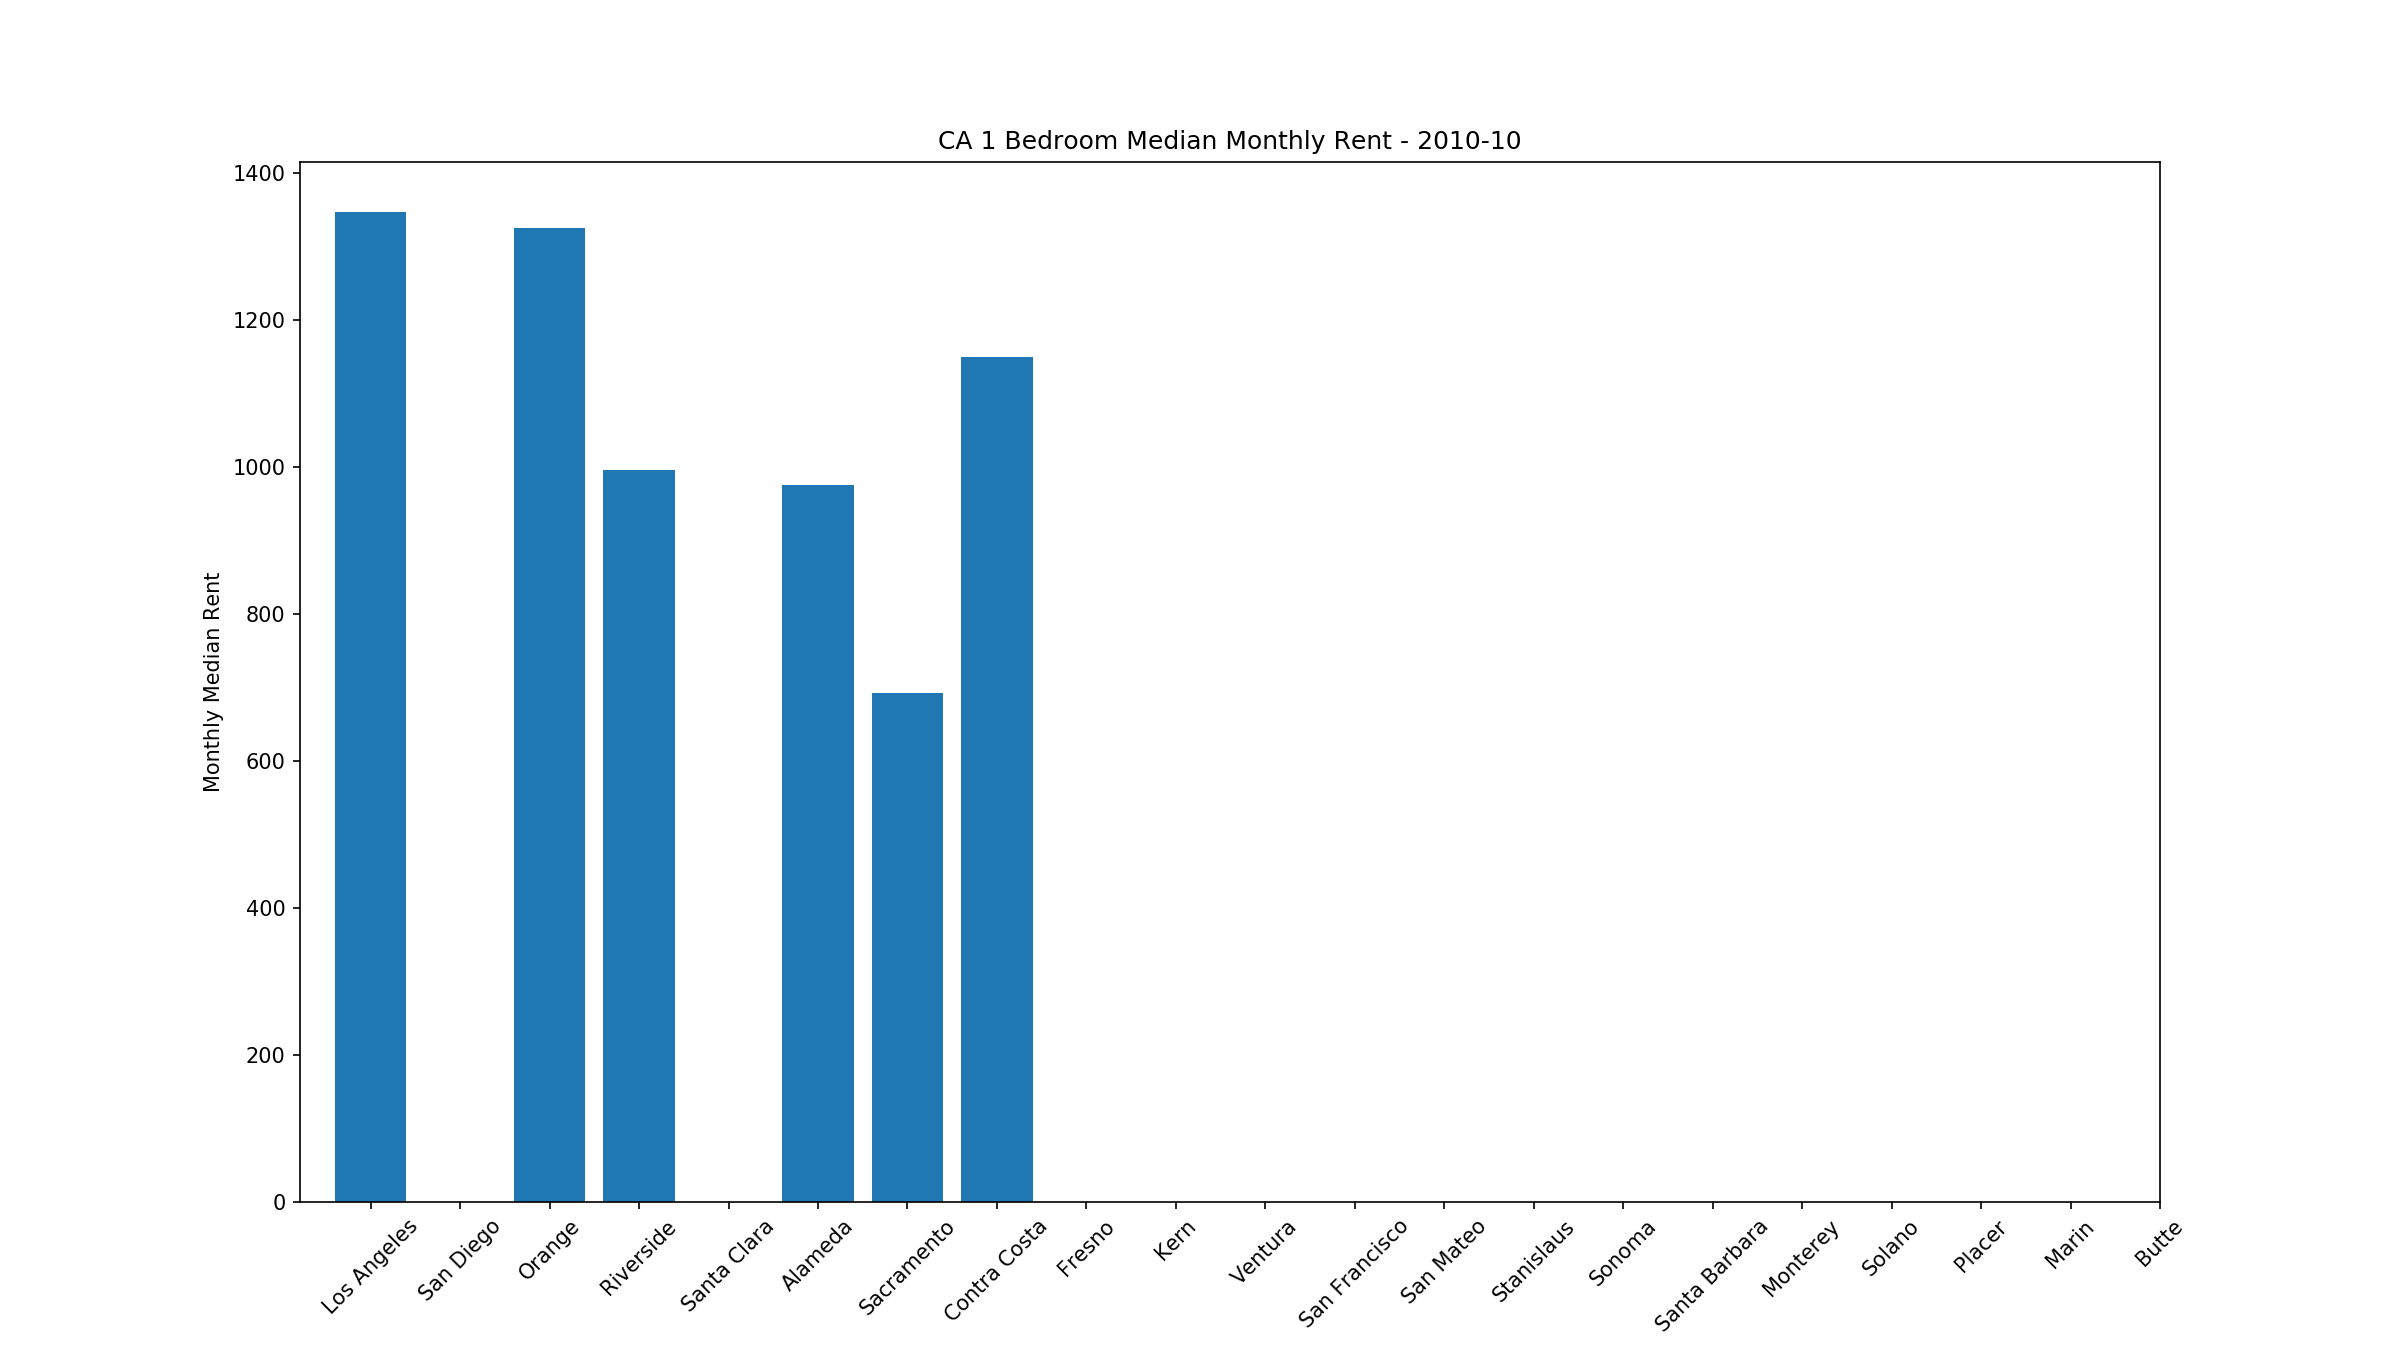 CA 1 Bedroom Median Monthly Rent - 2010-10
Monthly Median Rent
1400
1200
1000
800
600
400
200
0
Los Angeles
San Diego
Orange
Riverside
Santa Clara
Alameda
Sacramento
Contra Costa
Fresno
Kern
Ventura
San Francisco
San Mateo
Stanislaus
Sonoma
Santa Barbara
Monterey
Solano
Placer
Marin
Butte